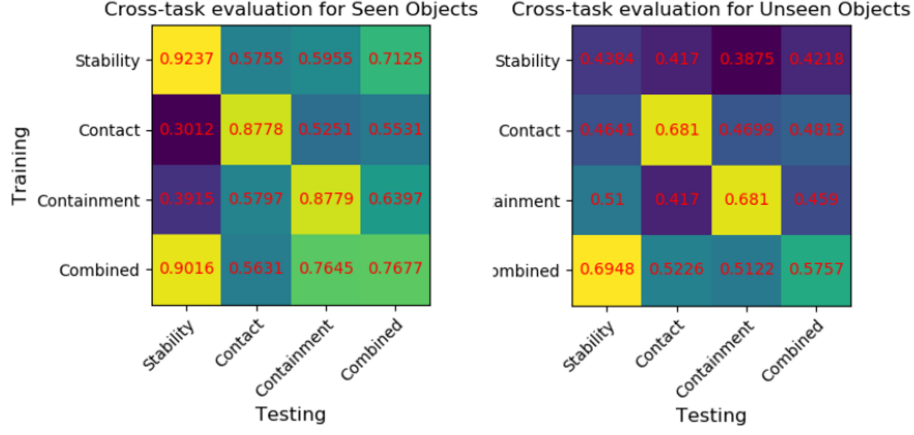 Cross-task evaluation for Seen Objects
Training
Stability 0.9237 0.5755 0.5955 0.7125
Contact 0.3012 0.8778 0.5251 0.5531
Containment 0.3915 0.5797 0.8779 0.6397
Combined 0.9016 0.5631 0.7645 0.7677
Stability Contact Containment Combined
Testing
Cross-task evaluation for Unseen Objects
Stability 0.4384 0.417 0.3875 0.4218
Contact 0.4641 0.681 0.4699 0.4813
ainment 0.51 0.417 0.681 0.459
ombined 0.6948 0.5226 0.5122 0.5757
Stability Contact Containment Combined
Testing